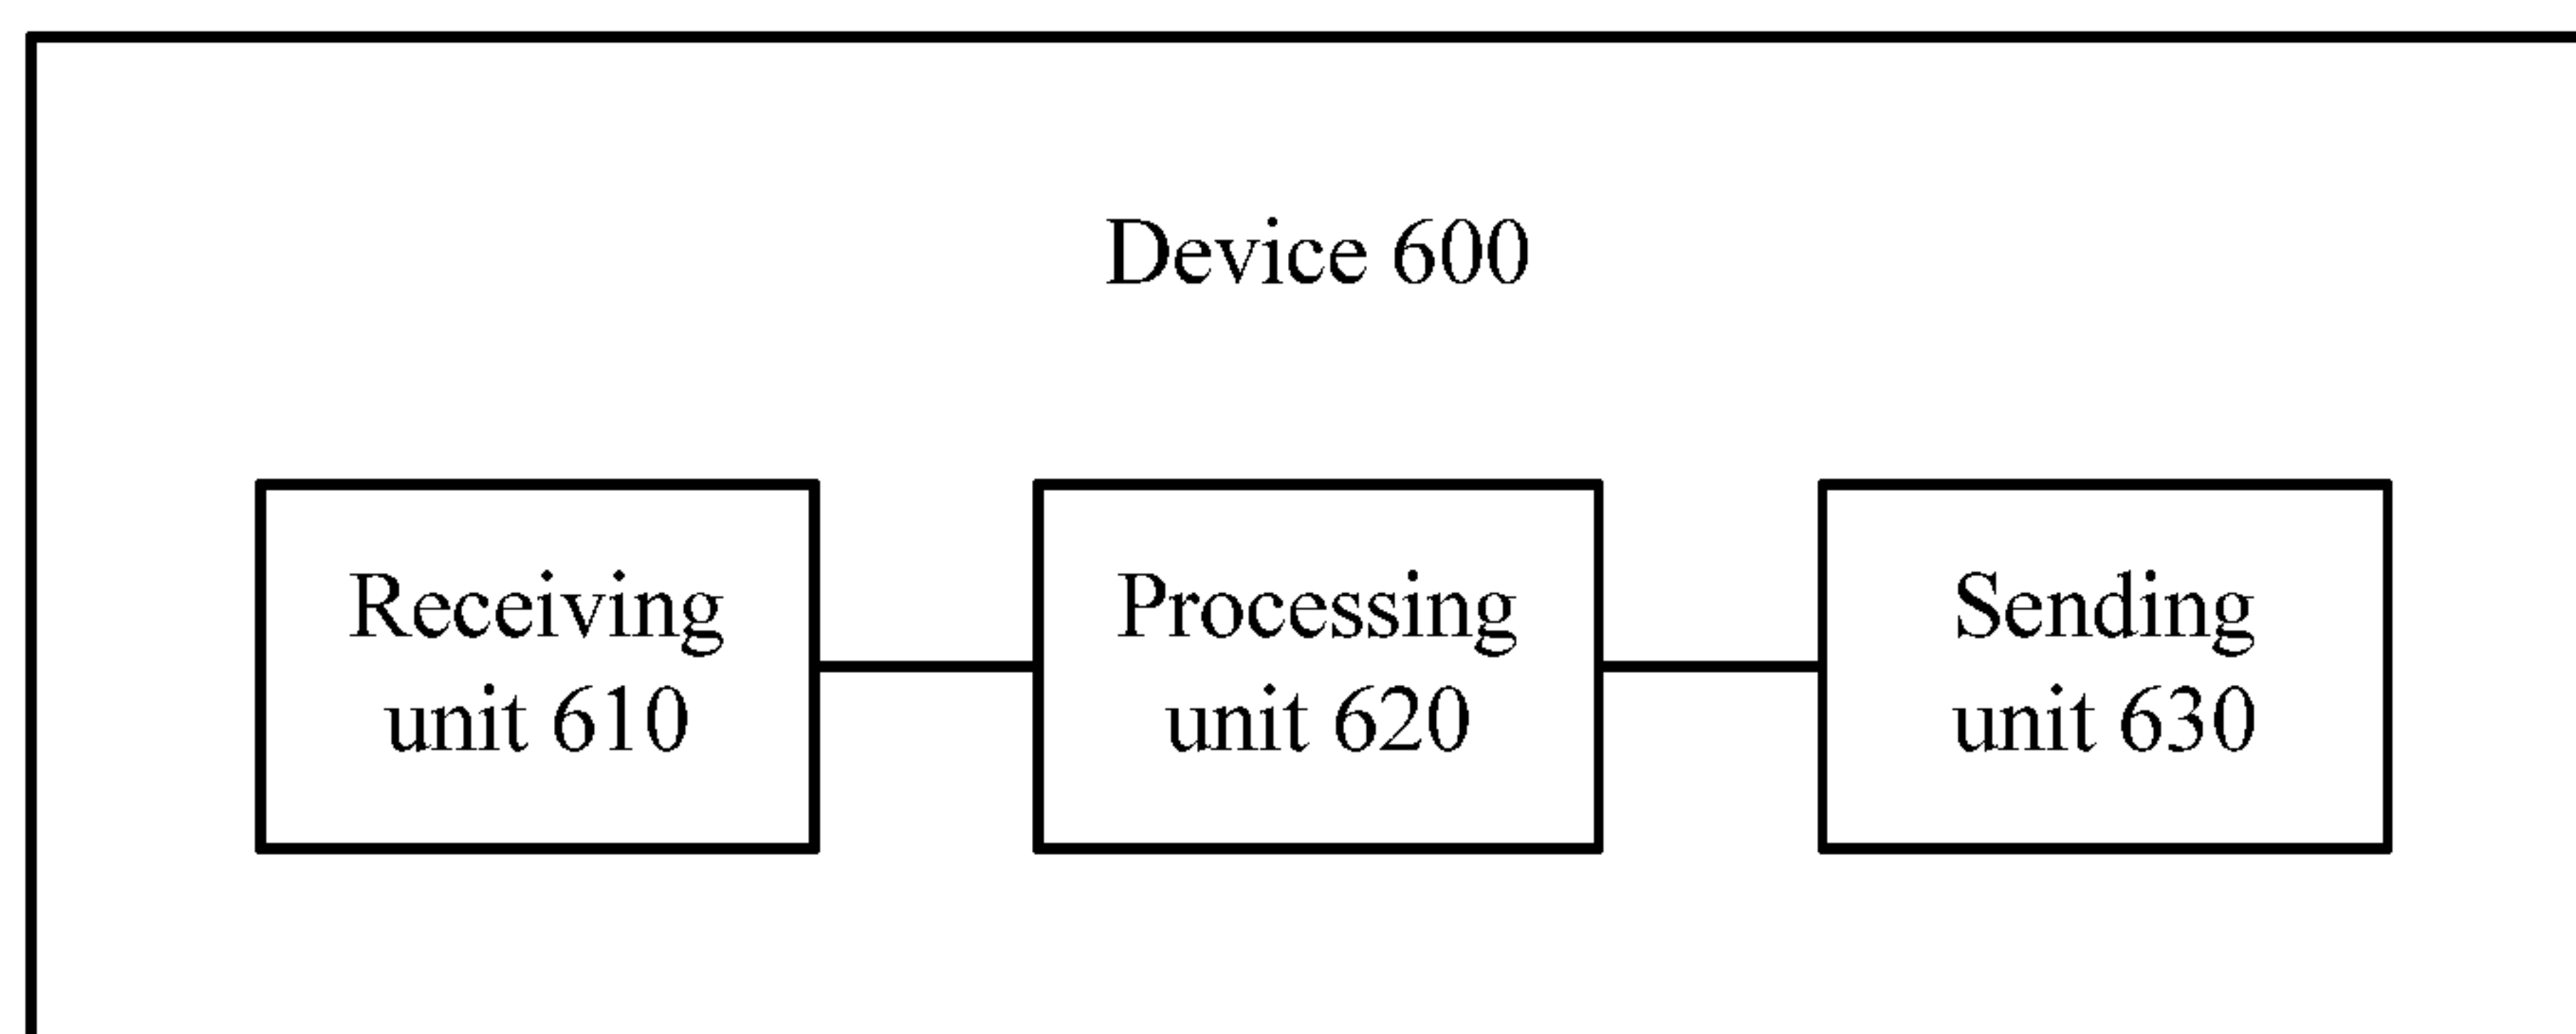 Device 600
Receiving
unit 610
Processing
unit 620
Sending
unit 630